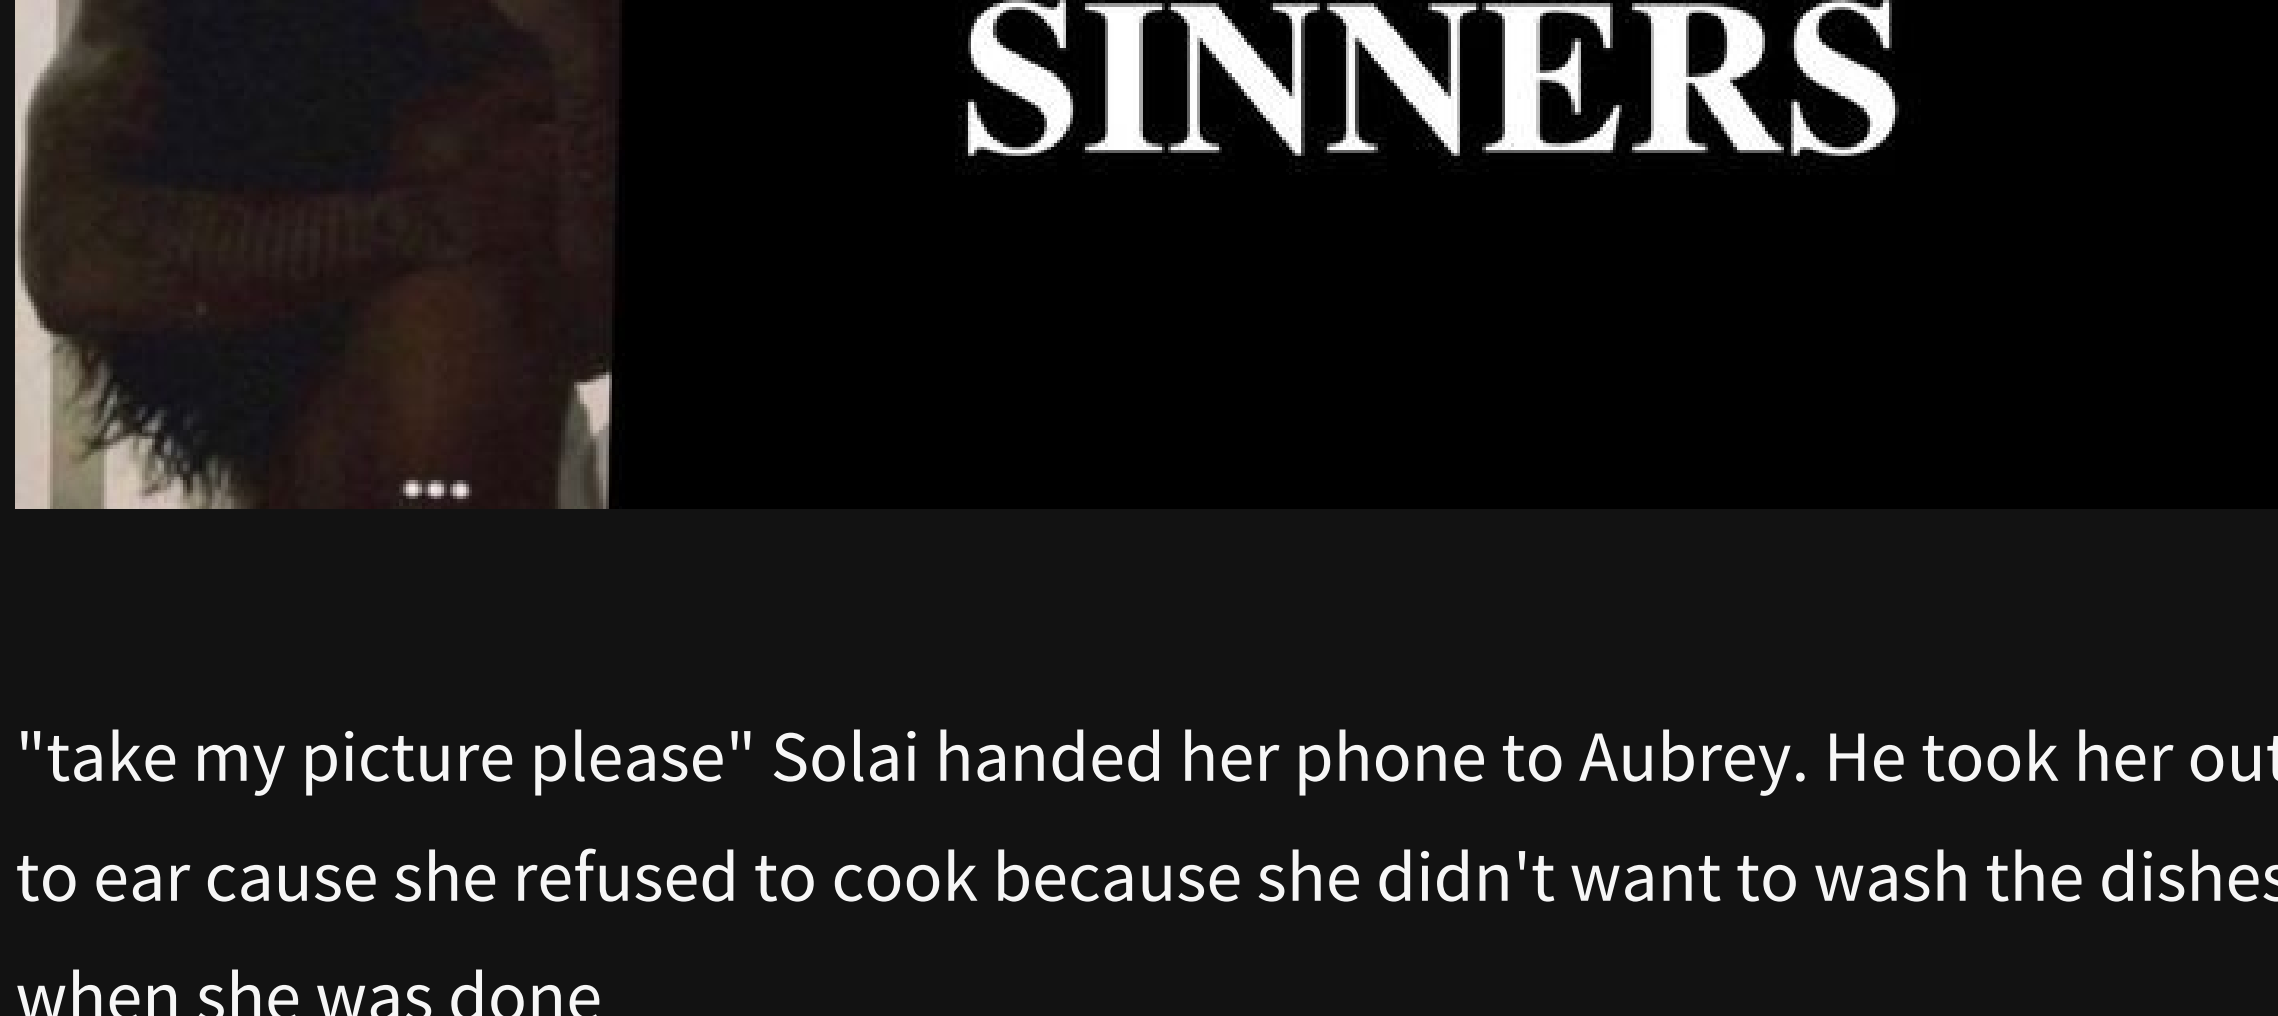 SINNERS
"take my picture please" Solai handed her phone to Aubrey. He took her out
to ear cause she refused to cook because she didn't want to wash the dishes
when she was done